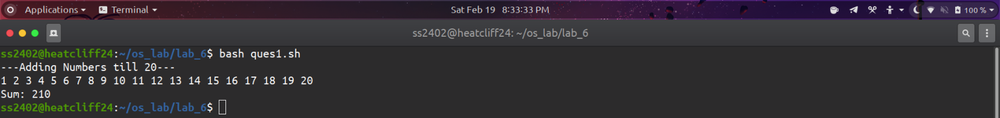 Applications Terminal Sat Feb 19 8:33:33 PM 100 %
ss2402@heatcliff24: ~/os_lab/lab_6
ss2402@heatcliff24:~/os_lab/lab_6$ bash ques1.sh
---Adding Numbers till 20---
1 2 3 4 5 6 7 8 9 10 11 12 13 14 15 16 17 18 19 20
Sum: 210
ss2402@heatcliff24:~/os_lab/lab_6$